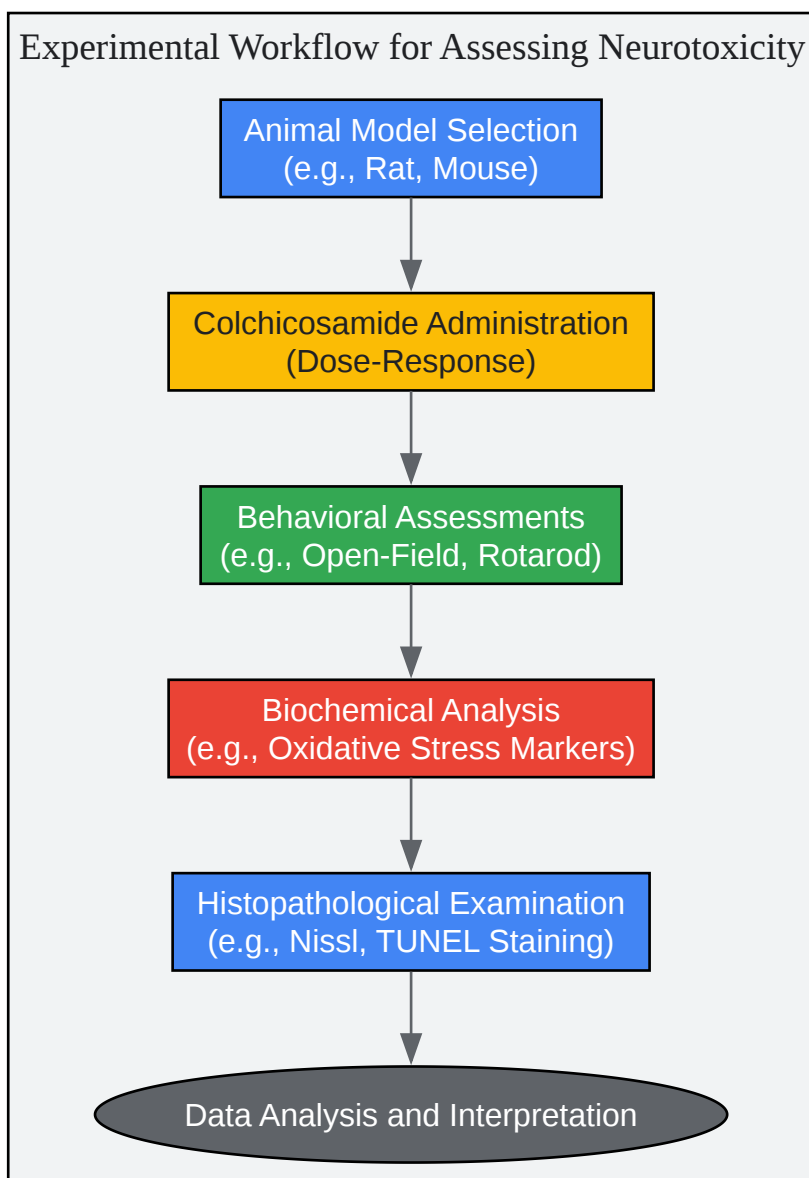 Experimental Workflow for Assessing Neurotoxicity
Animal Model Selection
(e.g., Rat, Mouse)
Colchicosamide Administration
(Dose-Response)
Behavioral Assessments
(e.g., Open-Field, Rotarod)
Biochemical Analysis
(e.g., Oxidative Stress Markers)
Histopathological Examination
(e.g., Nissl, TUNEL Staining)
Data Analysis and Interpretation